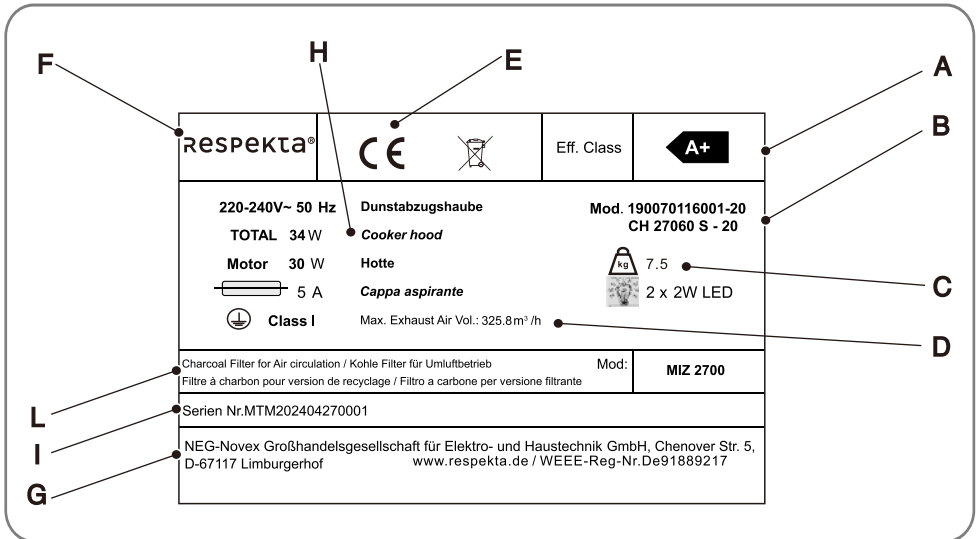 F
H
E
A
B
Respekta®
CE
Eff. Class
A+
220-240V~ 50 Hz
Dunstabzugshaube
Mod. 190070116001-20
CH 27060 S - 20
TOTAL 34 W
Cooker hood
Motor 30 W
Hotte
kg 7.5
5 A
Cappa aspirante
2 x 2W LED
Class I
Max. Exhaust Air Vol.: 325.8m³ /h
C
D
Charcoal Filter for Air circulation / Kohle Filter für Umluftbetrieb
Filtre à charbon pour version de recyclage / Filtro a carbone per versione filtrante
Mod:
MIZ 2700
L
Serien Nr.MTM202404270001
I
NEG-Novex Großhandelsgesellschaft für Elektro- und Haustechnik GmbH, Chenover Str. 5,
D-67117 Limburgerhof www.respekta.de / WEEE-Reg-Nr.De91889217
G